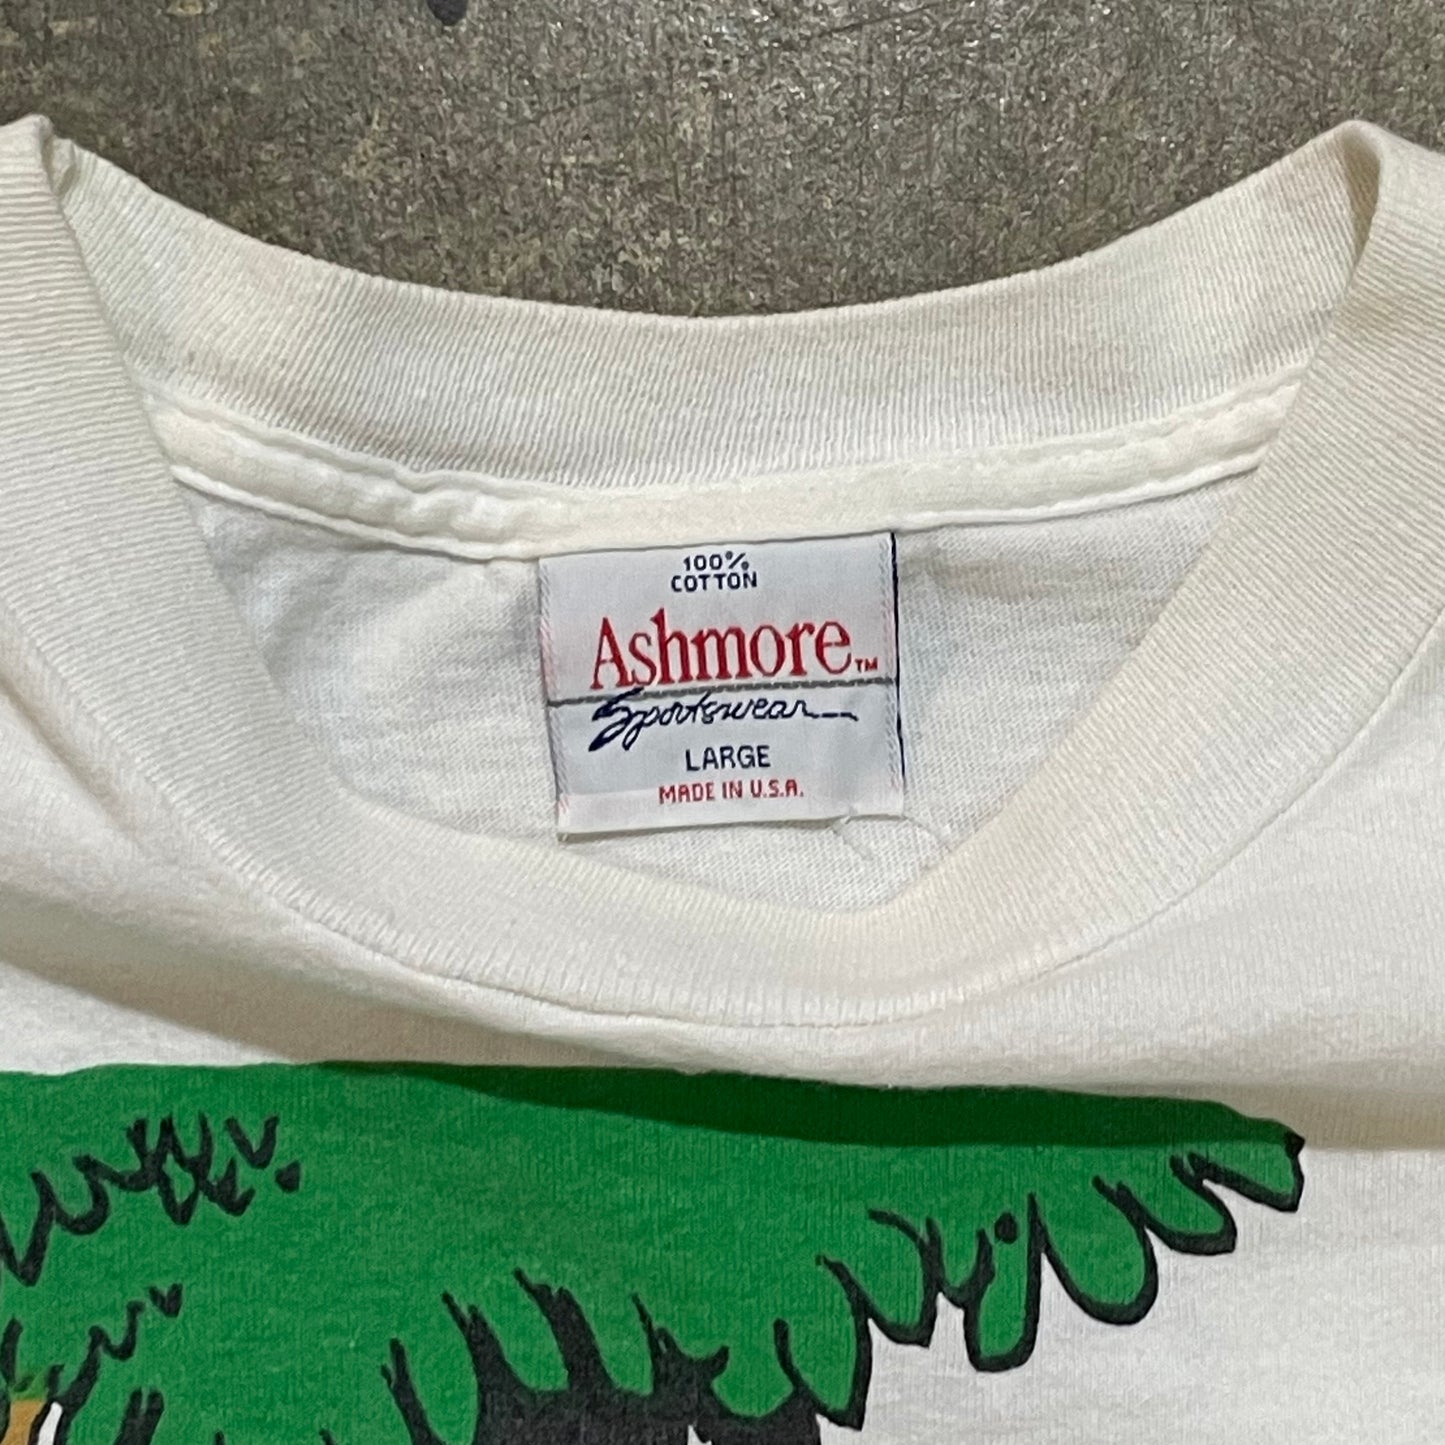 100%
COTTON
Ashmore™
Sportswear
LARGE
MADE IN U.S.A.